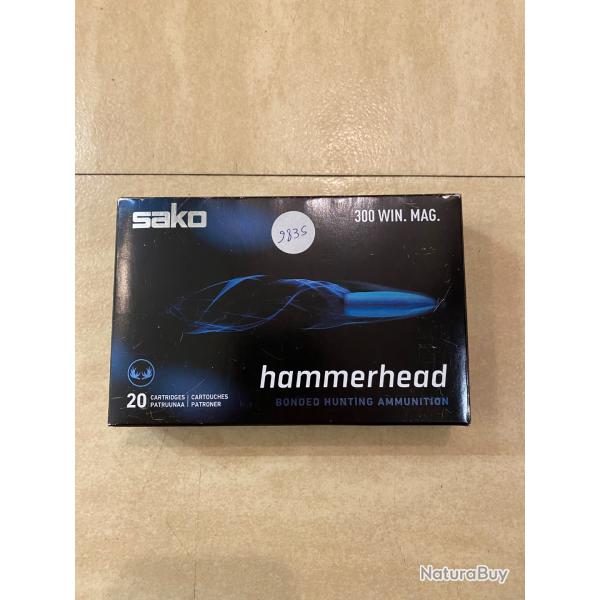 sako
300 WIN. MAG.
9835
hammerhead
BONDED HUNTING AMMUNITION
20 CARTRIDGES | CARTOUCHES
PATRUUNAA | PATRONER
NaturaBuy